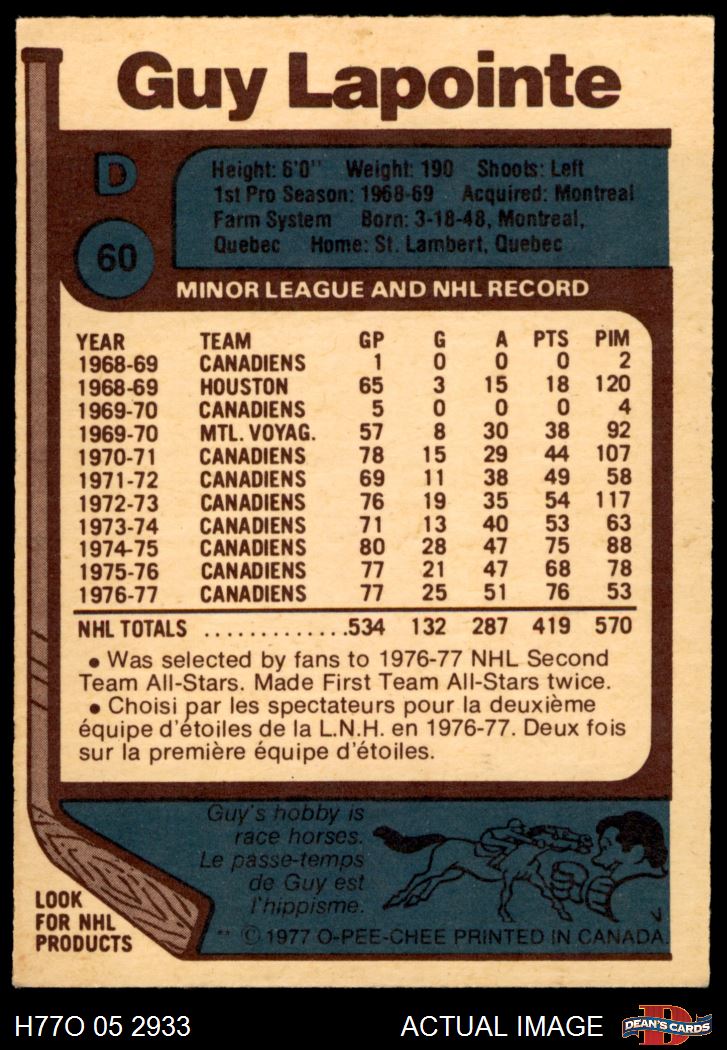 Guy Lapointe
D
60
Height: 6'0" Weight: 190 Shoots: Left
1st Pro Season: 1968-69 Acquired: Montreal
Farm System Born: 3-18-48, Montreal,
Quebec Home: St. Lambert, Quebec
MINOR LEAGUE AND NHL RECORD
YEAR TEAM GP G A PTS PIM
1968-69 CANADIENS 1 0 0 0 2
1968-69 HOUSTON 65 3 15 18 120
1969-70 CANADIENS 5 0 0 0 4
1969-70 MTL. VOYAG. 57 8 30 38 92
1970-71 CANADIENS 78 15 29 44 107
1971-72 CANADIENS 69 11 38 49 58
1972-73 CANADIENS 76 19 35 54 117
1973-74 CANADIENS 71 13 40 53 63
1974-75 CANADIENS 80 28 47 75 88
1975-76 CANADIENS 77 21 47 68 78
1976-77 CANADIENS 77 25 51 76 53
NHL TOTALS .............534 132 287 419 570
• Was selected by fans to 1976-77 NHL Second
Team All-Stars. Made First Team All-Stars twice.
• Choisi par les spectateurs pour la deuxième
équipe d'étoiles de la L.N.H. en 1976-77. Deux fois
sur la première équipe d'étoiles.
Guy's hobby is
race horses.
Le passe-temps
de Guy est
l'hippisme.
LOOK
FOR NHL
PRODUCTS
** © 1977 O-PEE-CHEE PRINTED IN CANADA.
H77O 05 2933 ACTUAL IMAGE
D
DEAN'S CARDS